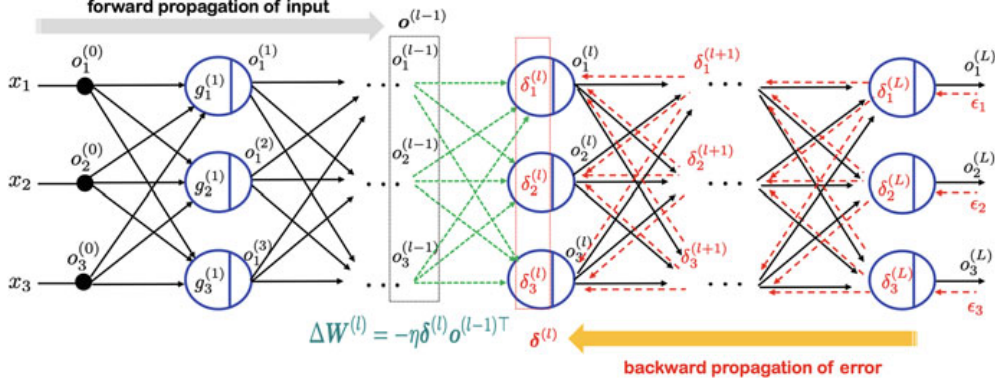 forward propagation of input
o^{(l-1)}
o_1^{(0)} o_1^{(1)} o_1^{(l-1)} o_1^{(l)} δ_1^{(l+1)} o_1^{(L)}
x_1 g_1^{(1)} ... δ_1^{(l)} ... δ_1^{(L)} ϵ_1
o_2^{(0)} o_1^{(2)} o_2^{(l-1)} o_2^{(l)} δ_2^{(l+1)} o_2^{(L)}
x_2 g_2^{(1)} ... δ_2^{(l)} ... δ_2^{(L)} ϵ_2
o_3^{(0)} o_1^{(3)} o_3^{(l-1)} o_3^{(l)} δ_3^{(l+1)} o_3^{(L)}
x_3 g_3^{(1)} ... δ_3^{(l)} ... δ_3^{(L)} ϵ_3
ΔW^{(l)} = −ηδ^{(l)}o^{(l-1)⊤} δ^{(l)}
backward propagation of error